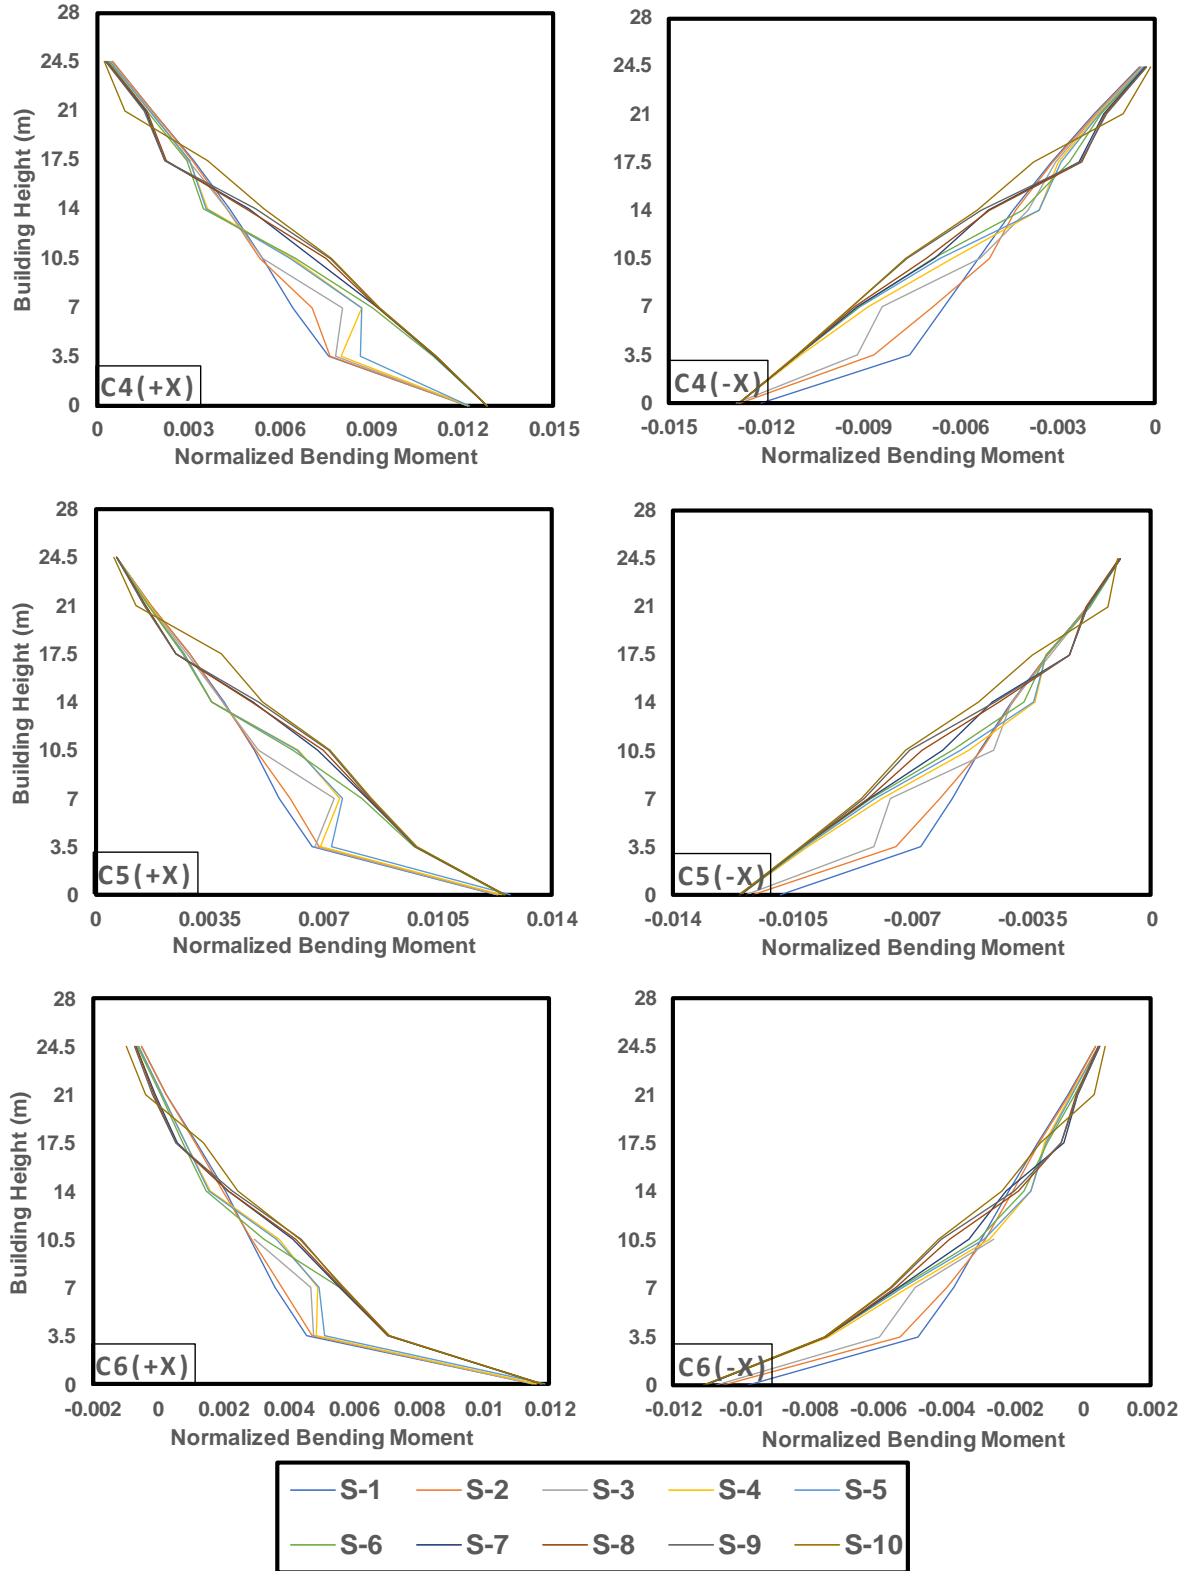 28
24.5
21
17.5
14
10.5
7
3.5
0
Building Height (m)
C4(+X)
0 0.003 0.006 0.009 0.012 0.015
Normalized Bending Moment
28
24.5
21
17.5
14
10.5
7
3.5
0
C4(-X)
-0.015 -0.012 -0.009 -0.006 -0.003 0
Normalized Bending Moment
28
24.5
21
17.5
14
10.5
7
3.5
0
Building Height (m)
C5(+X)
0 0.0035 0.007 0.0105 0.014
Normalized Bending Moment
28
24.5
21
17.5
14
10.5
7
3.5
0
C5(-X)
-0.014 -0.0105 -0.007 -0.0035 0
Normalized Bending Moment
28
24.5
21
17.5
14
10.5
7
3.5
0
Building Height (m)
C6(+X)
-0.002 0 0.002 0.004 0.006 0.008 0.01 0.012
Normalized Bending Moment
28
24.5
21
17.5
14
10.5
7
3.5
0
C6(-X)
-0.012 -0.01 -0.008 -0.006 -0.004 -0.002 0 0.002
Normalized Bending Moment
S-1 S-2 S-3 S-4 S-5
S-6 S-7 S-8 S-9 S-10